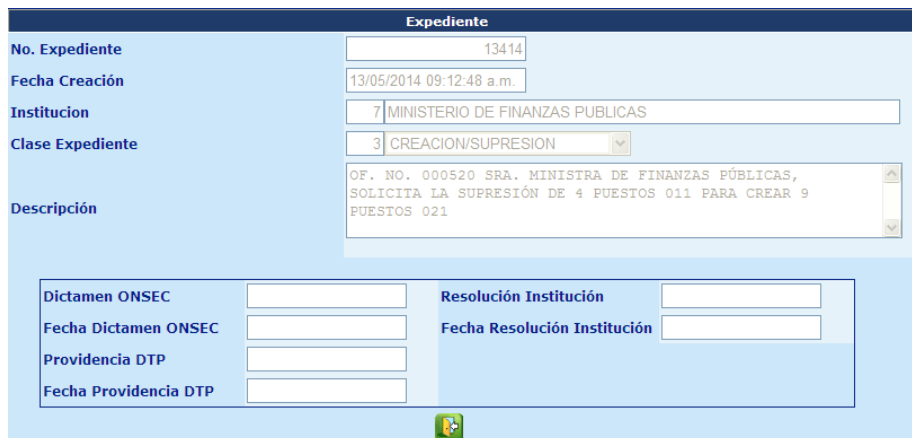 Expediente
No. Expediente 13414
Fecha Creación 13/05/2014 09:12:48 a.m.
Institucion 7 MINISTERIO DE FINANZAS PUBLICAS
Clase Expediente 3 CREACION/SUPRESION
Descripción
OF. NO. 000520 SRA. MINISTRA DE FINANZAS PÚBLICAS,
SOLICITA LA SUPRESIÓN DE 4 PUESTOS 011 PARA CREAR 9
PUESTOS 021
Dictamen ONSEC Resolución Institución
Fecha Dictamen ONSEC Fecha Resolución Institución
Providencia DTP
Fecha Providencia DTP